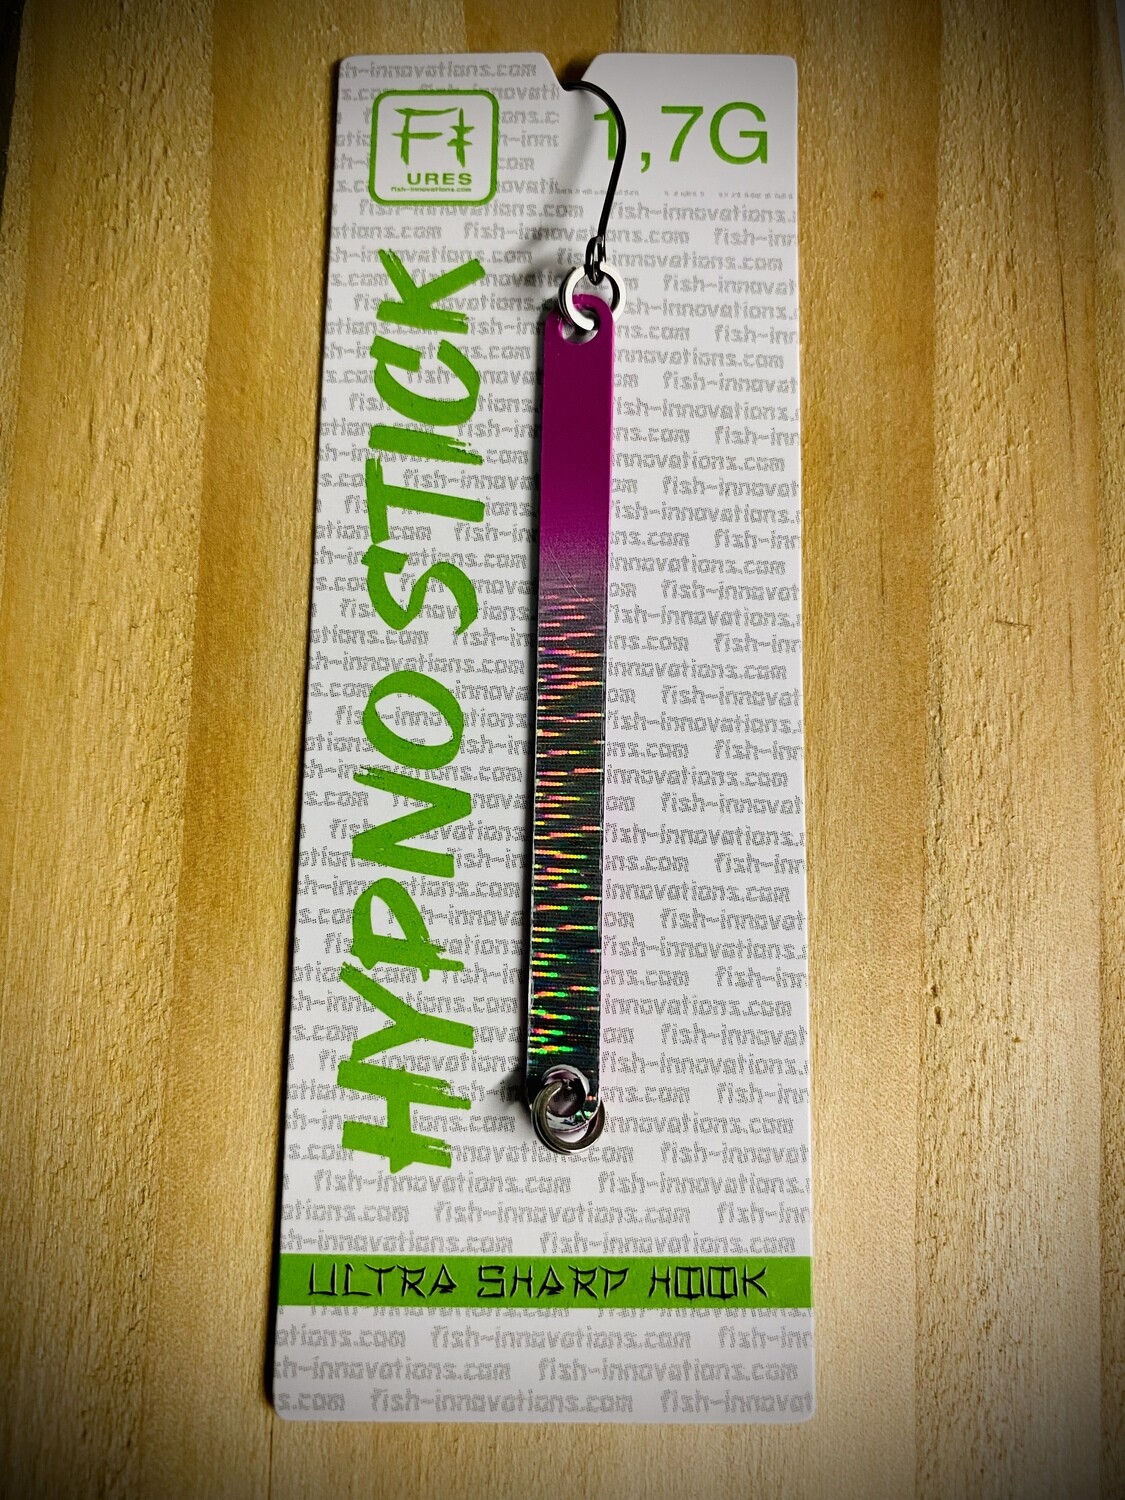 FI
URES
fish-innovations.com
1,7G
HYPNO STICK
fish-innovations.com
ULTRA SHARP HOOK